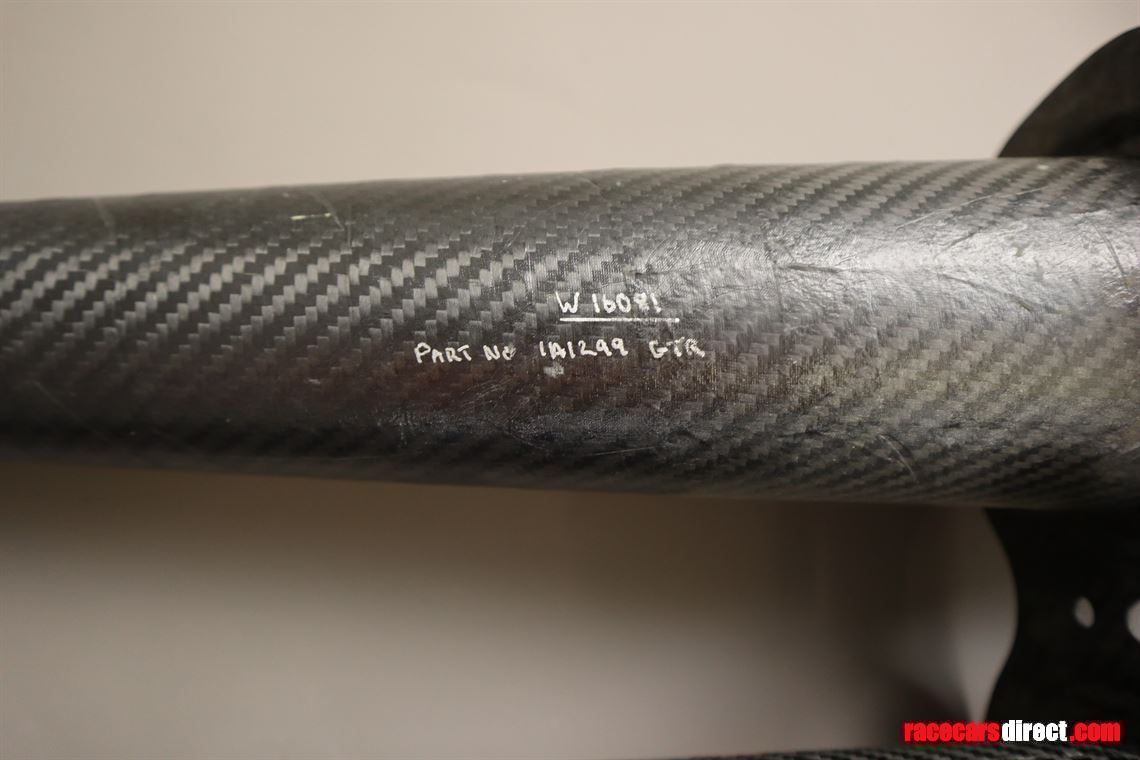 W 16081
PART NO 1A1299 GTR
racecarsdirect.com